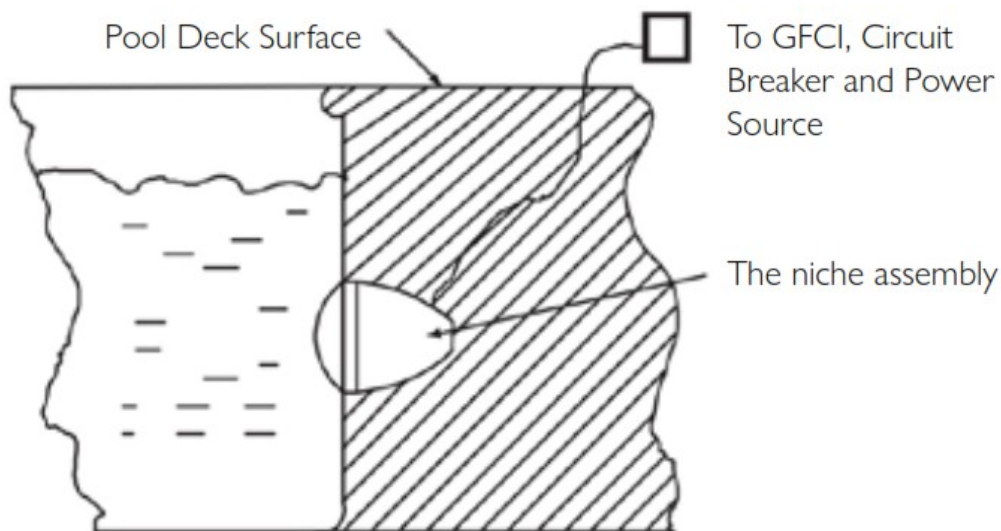 Pool Deck Surface
To GFCI, Circuit
Breaker and Power
Source
The niche assembly